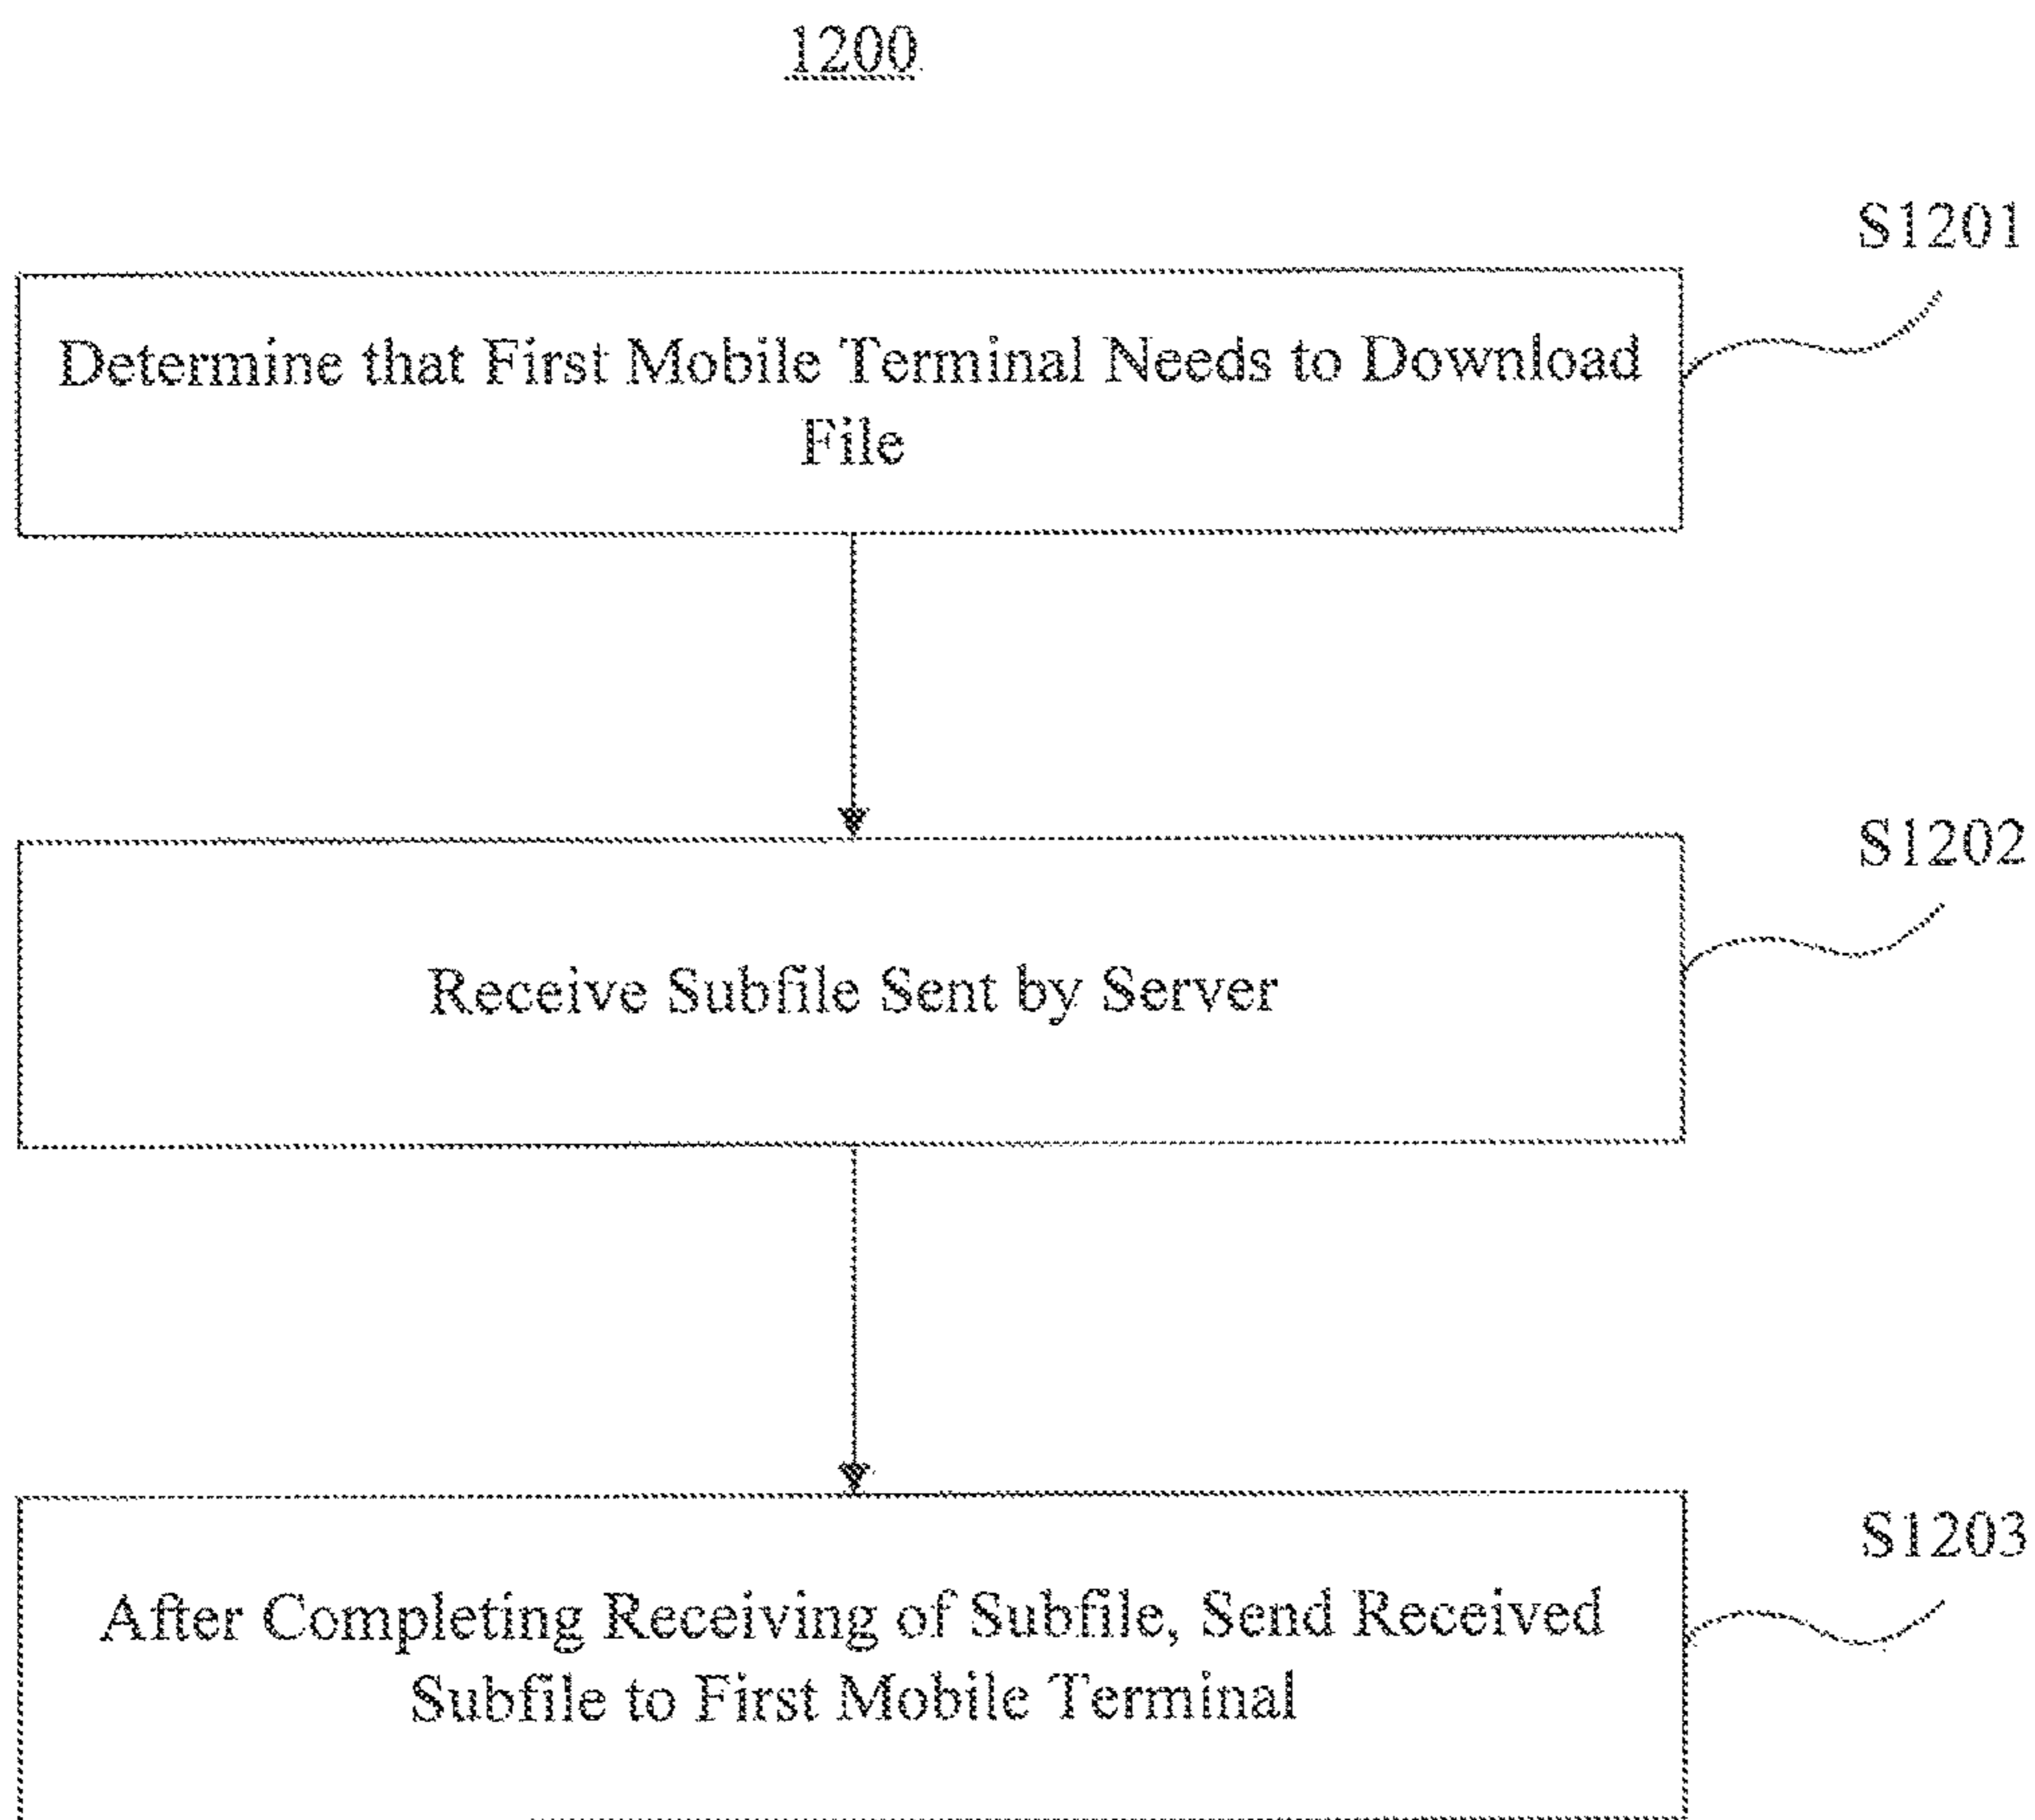 1200
S1201
Determine that First Mobile Terminal Needs to Download
File
S1202
Receive Subfile Sent by Server
S1203
After Completing Receiving of Subfile, Send Received
Subfile to First Mobile Terminal